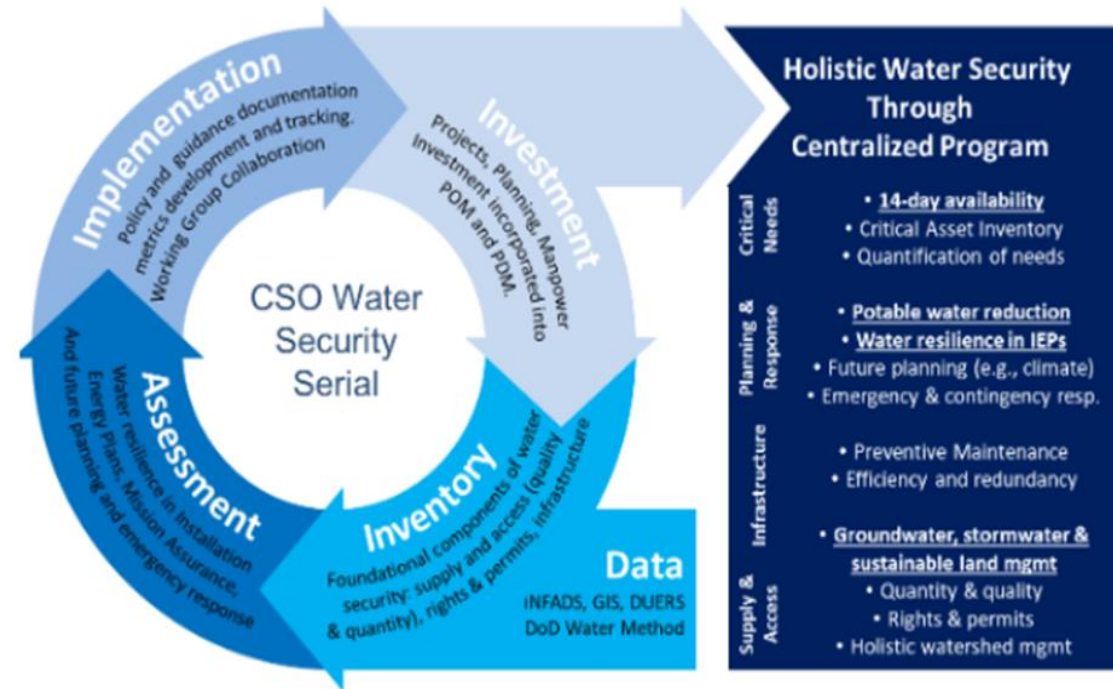 Implementation
Policy and guidance documentation
metrics development and tracking.
Working Group Collaboration
Investment
Projects, Planning, Manpower
Investment incorporated into
POM and PDM.
CSO Water
Security
Serial
Assessment
Water resilience in installation
Energy Plans, Mission Assurance,
And future planning and emergency response
Inventory
Foundational components of water
security: supply and access (quality
& quantity), rights & permits, infrastructure
Data
iNFADS, GIS, DUERS
DoD Water Method
Holistic Water Security
Through
Centralized Program
Critical
Needs
• 14-day availability
• Critical Asset Inventory
• Quantification of needs
Planning &
Response
• Potable water reduction
• Water resilience in IEPs
• Future planning (e.g., climate)
• Emergency & contingency resp.
Infrastructure
• Preventive Maintenance
• Efficiency and redundancy
Supply &
Access
• Groundwater, stormwater &
sustainable land mgmt
• Quantity & quality
• Rights & permits
• Holistic watershed mgmt